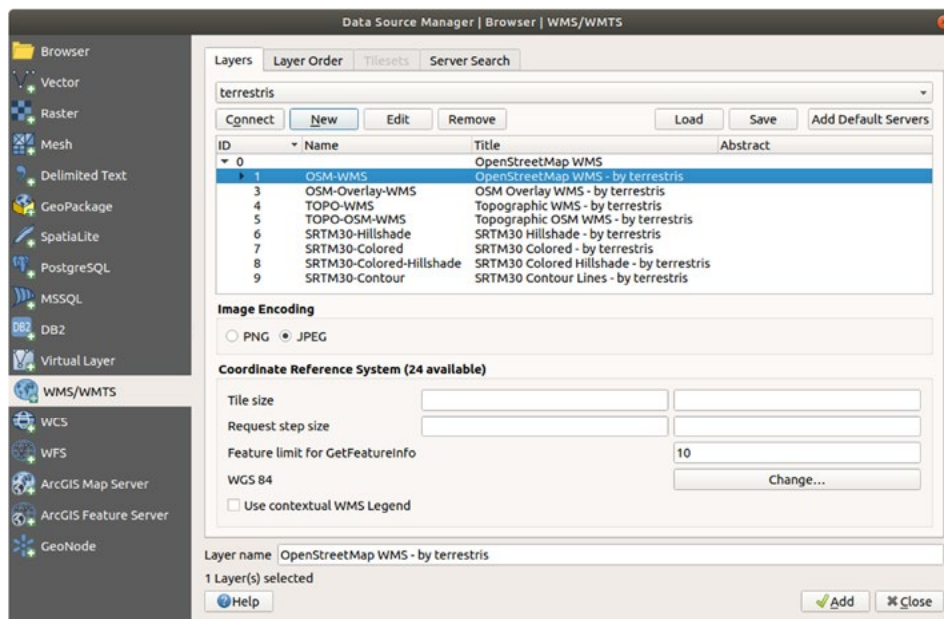 Data Source Manager | Browser | WMS/WMTS
Browser
Vector
Raster
Mesh
Delimited Text
GeoPackage
SpatiaLite
PostgreSQL
MSSQL
DB2
DB2
Virtual Layer
WMS/WMTS
WCS
WFS
ArcGIS Map Server
ArcGIS Feature Server
GeoNode
Layers Layer Order Tilesets Server Search
terrestris
Connect New Edit Remove Load Save Add Default Servers
ID Name Title Abstract
0 OpenStreetMap WMS
1 OSM-WMS OpenStreetMap WMS - by terrestris
3 OSM-Overlay-WMS OSM Overlay WMS - by terrestris
4 TOPO-WMS Topographic WMS - by terrestris
5 TOPO-OSM-WMS Topographic OSM WMS - by terrestris
6 SRTM30-Hillshade SRTM30 Hillshade - by terrestris
7 SRTM30-Colored SRTM30 Colored - by terrestris
8 SRTM30-Colored-Hillshade SRTM30 Colored Hillshade - by terrestris
9 SRTM30-Contour SRTM30 Contour Lines - by terrestris
Image Encoding
PNG JPEG
Coordinate Reference System (24 available)
Tile size
Request step size
Feature limit for GetFeatureInfo 10
WGS 84 Change...
Use contextual WMS Legend
Layer name OpenStreetMap WMS - by terrestris
1 Layer(s) selected
Help Add Close